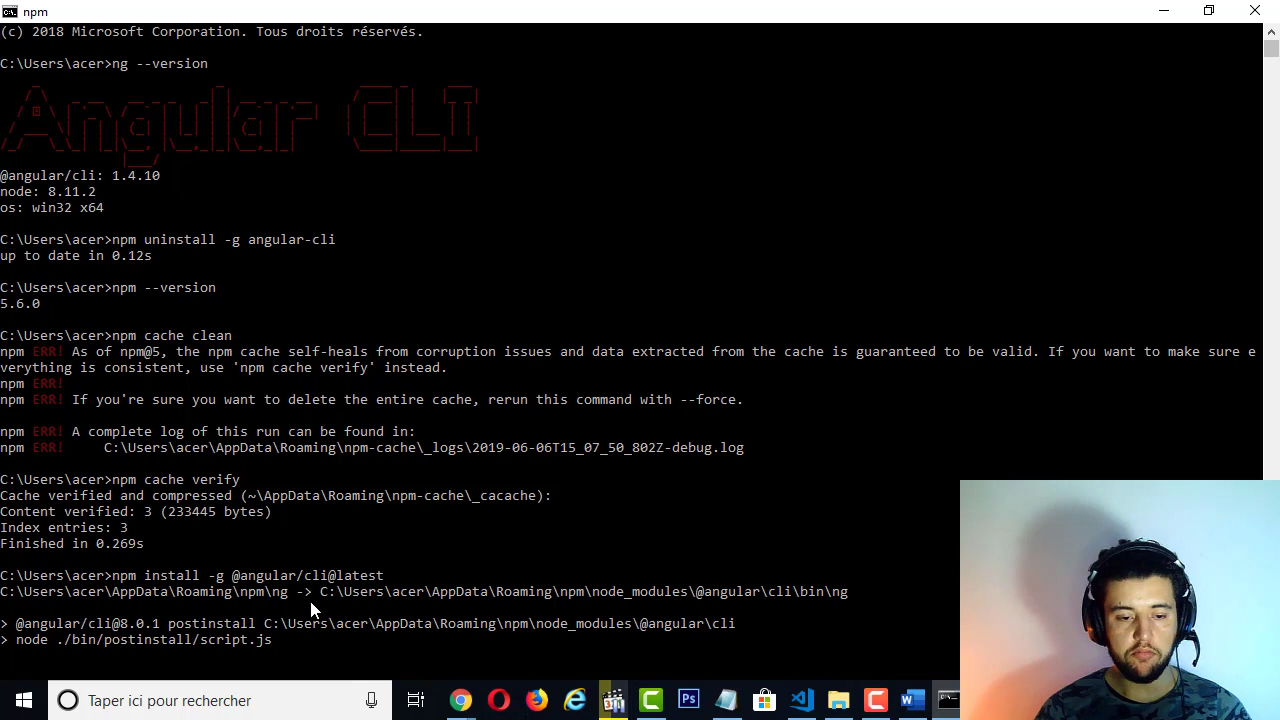 npm
(c) 2018 Microsoft Corporation. Tous droits réservés.
C:\Users\acer>ng --version
Angular CLI
@angular/cli: 1.4.10
node: 8.11.2
os: win32 x64
C:\Users\acer>npm uninstall -g angular-cli
up to date in 0.12s
C:\Users\acer>npm --version
5.6.0
C:\Users\acer>npm cache clean
npm ERR! As of npm@5, the npm cache self-heals from corruption issues and data extracted from the cache is guaranteed to be valid. If you want to make sure e
verything is consistent, use 'npm cache verify' instead.
npm ERR!
npm ERR! If you're sure you want to delete the entire cache, rerun this command with --force.
npm ERR! A complete log of this run can be found in:
npm ERR!     C:\Users\acer\AppData\Roaming\npm-cache\_logs\2019-06-06T15_07_50_802Z-debug.log
C:\Users\acer>npm cache verify
Cache verified and compressed (~\AppData\Roaming\npm-cache\_cacache):
Content verified: 3 (233445 bytes)
Index entries: 3
Finished in 0.269s
C:\Users\acer>npm install -g @angular/cli@latest
C:\Users\acer\AppData\Roaming\npm\ng -> C:\Users\acer\AppData\Roaming\npm\node_modules\@angular\cli\bin\ng
> @angular/cli@8.0.1 postinstall C:\Users\acer\AppData\Roaming\npm\node_modules\@angular\cli
> node ./bin/postinstall/script.js
Taper ici pour rechercher